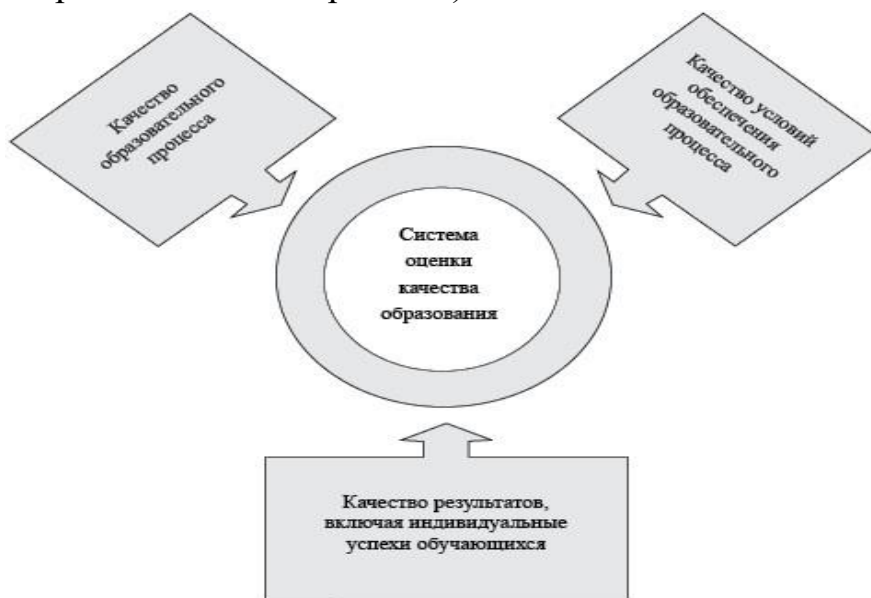 Качество
образовательного
процесса
Качество условий
обеспечения
образовательного
процесса
Система
оценки
качества
образования
Качество результатов,
включая индивидуальные
успехи обучающихся